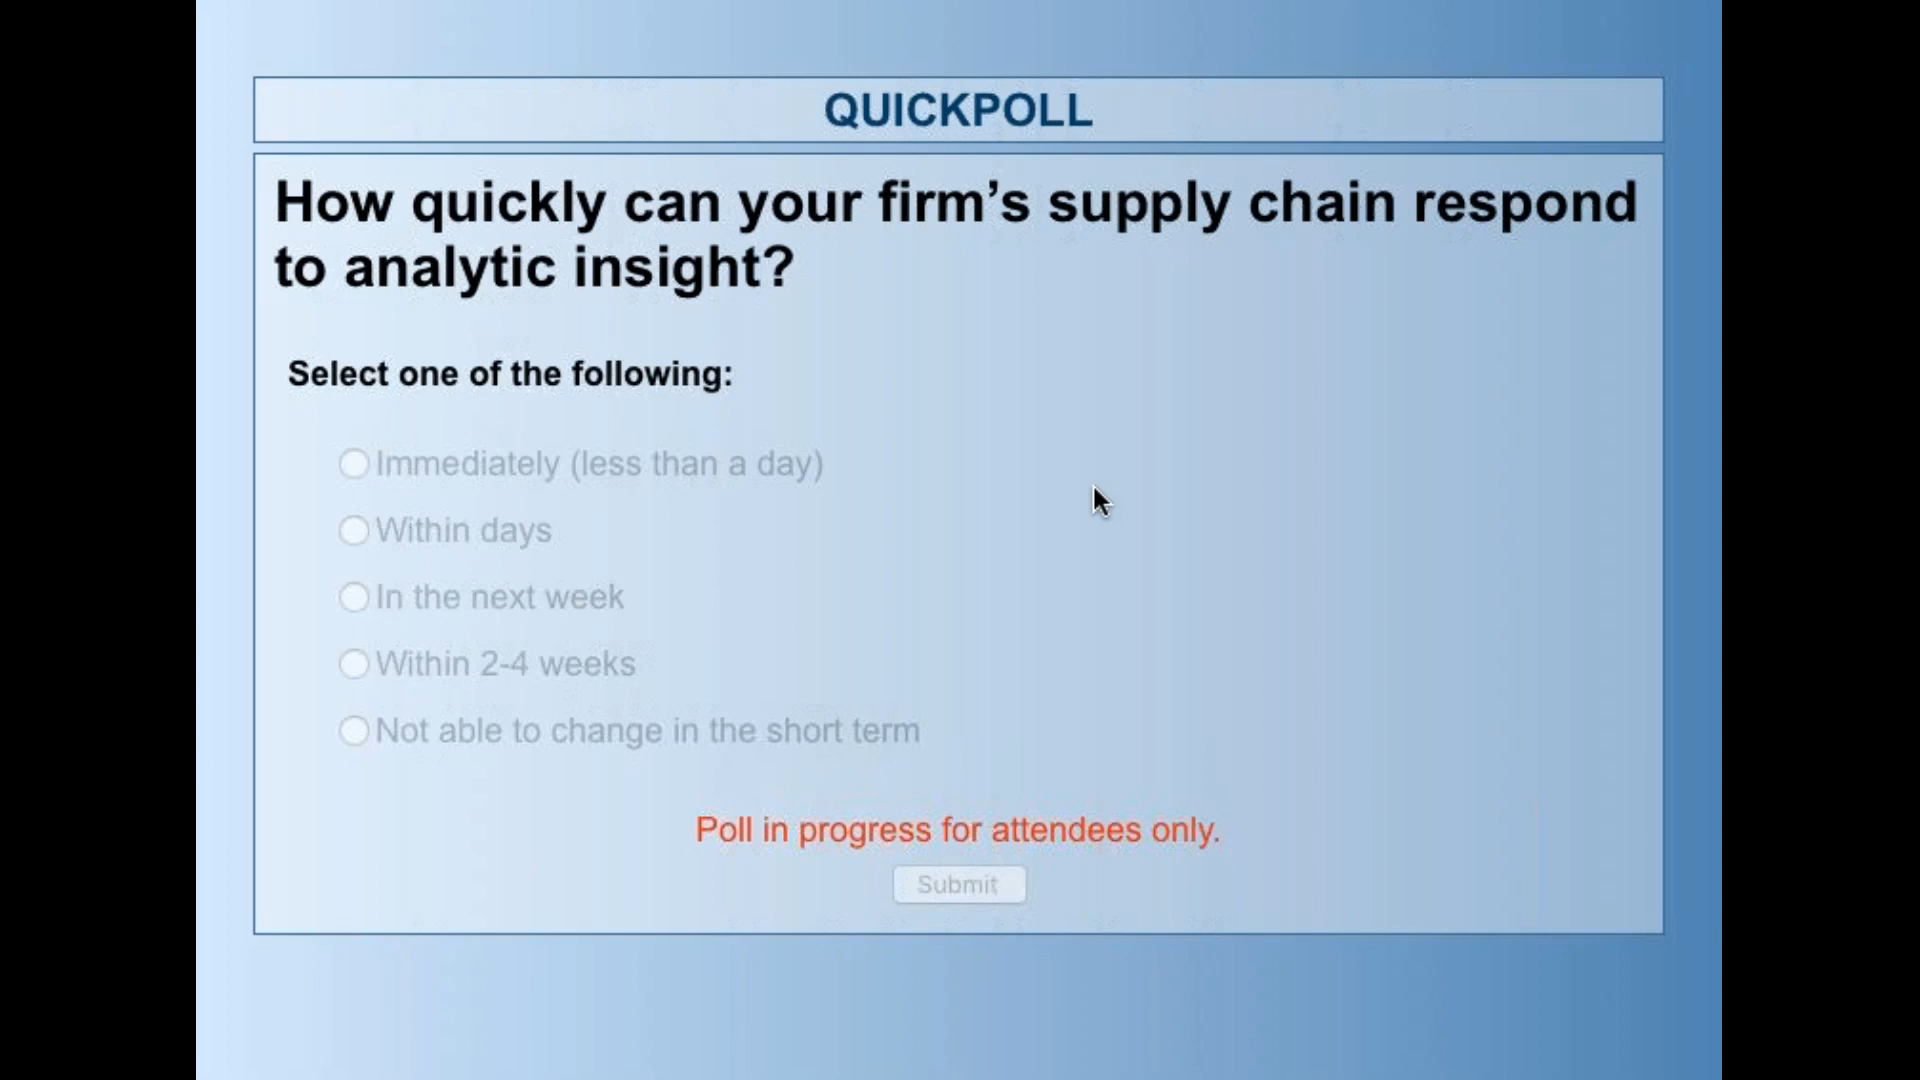 QUICKPOLL
How quickly can your firm’s supply chain respond
to analytic insight?
Select one of the following:
Immediately (less than a day)
Within days
In the next week
Within 2-4 weeks
Not able to change in the short term
Poll in progress for attendees only.
Submit